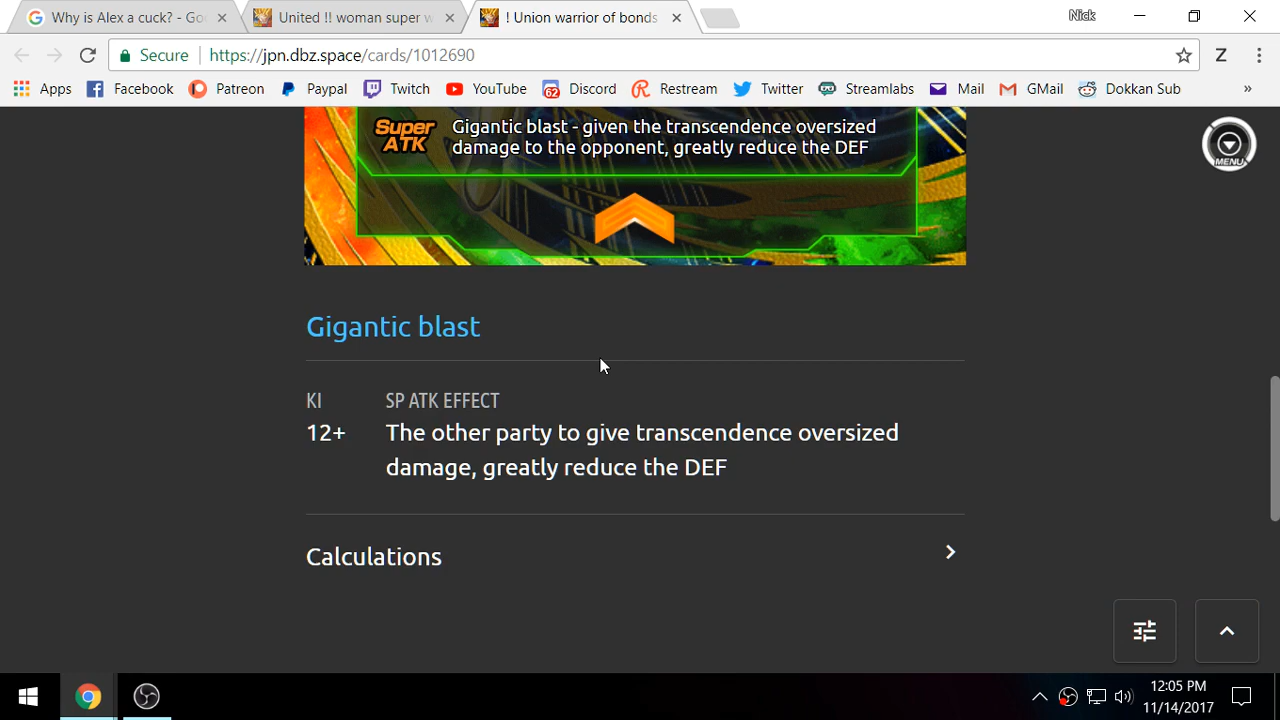 Why is Alex a cuck? - Go
United !! woman super w
! Union warrior of bonds
Nick
Secure
https://jpn.dbz.space/cards/1012690
Z
Apps
Facebook
Patreon
Paypal
Twitch
YouTube
62
Discord
Restream
Twitter
Streamlabs
Mail
GMail
Dokkan Sub
»
Super
ATK
Gigantic blast - given the transcendence oversized
damage to the opponent, greatly reduce the DEF
MENU
Gigantic blast
KI
SP ATK EFFECT
12+
The other party to give transcendence oversized
damage, greatly reduce the DEF
Calculations
12:05 PM
11/14/2017